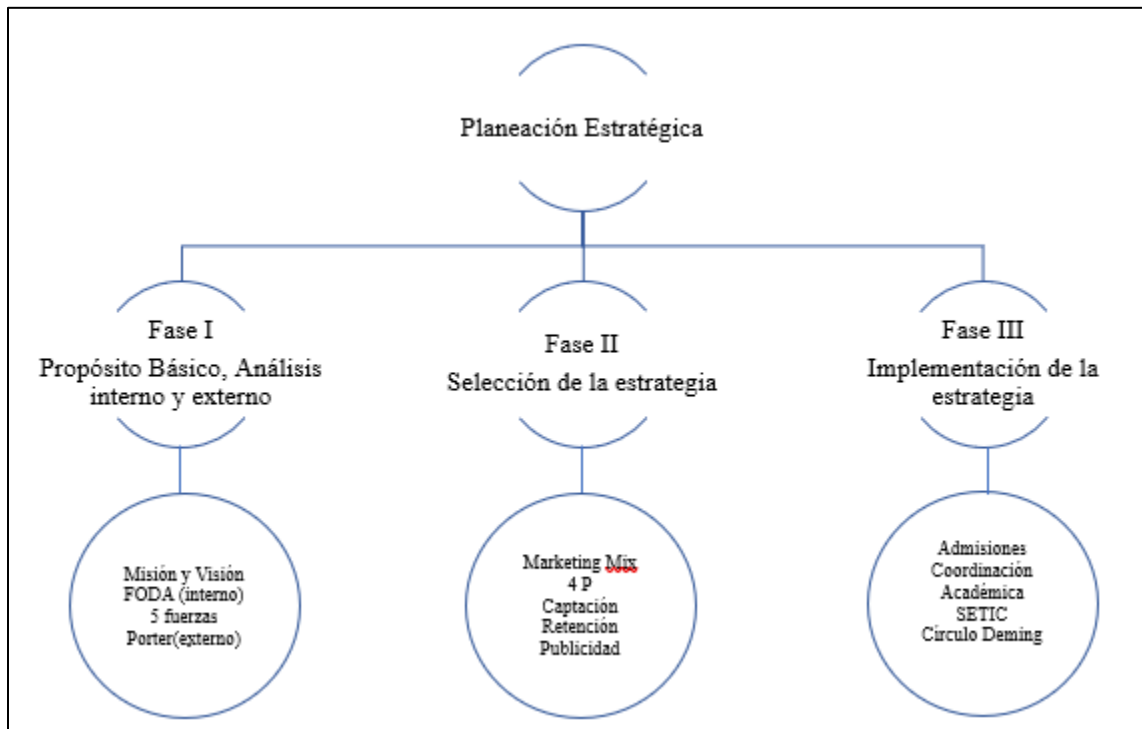 Planeación Estratégica
Fase I
Propósito Básico, Análisis
interno y externo
Fase II
Selección de la estrategia
Fase III
Implementación de la
estrategia
Misión y Visión
FODA (interno)
5 fuerzas
Porter(externo)
Marketing Mix
4 P
Captación
Retención
Publicidad
Admisiones
Coordinación
Académica
SETIC
Círculo Deming